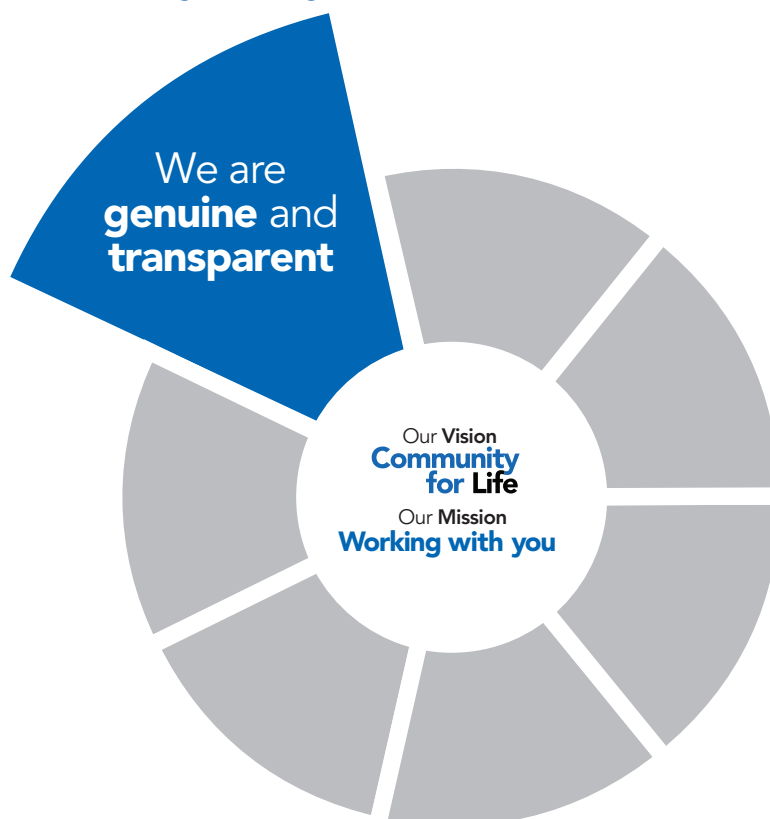 We are
genuine and
transparent
Our Vision
Community
for Life
Our Mission
Working with you